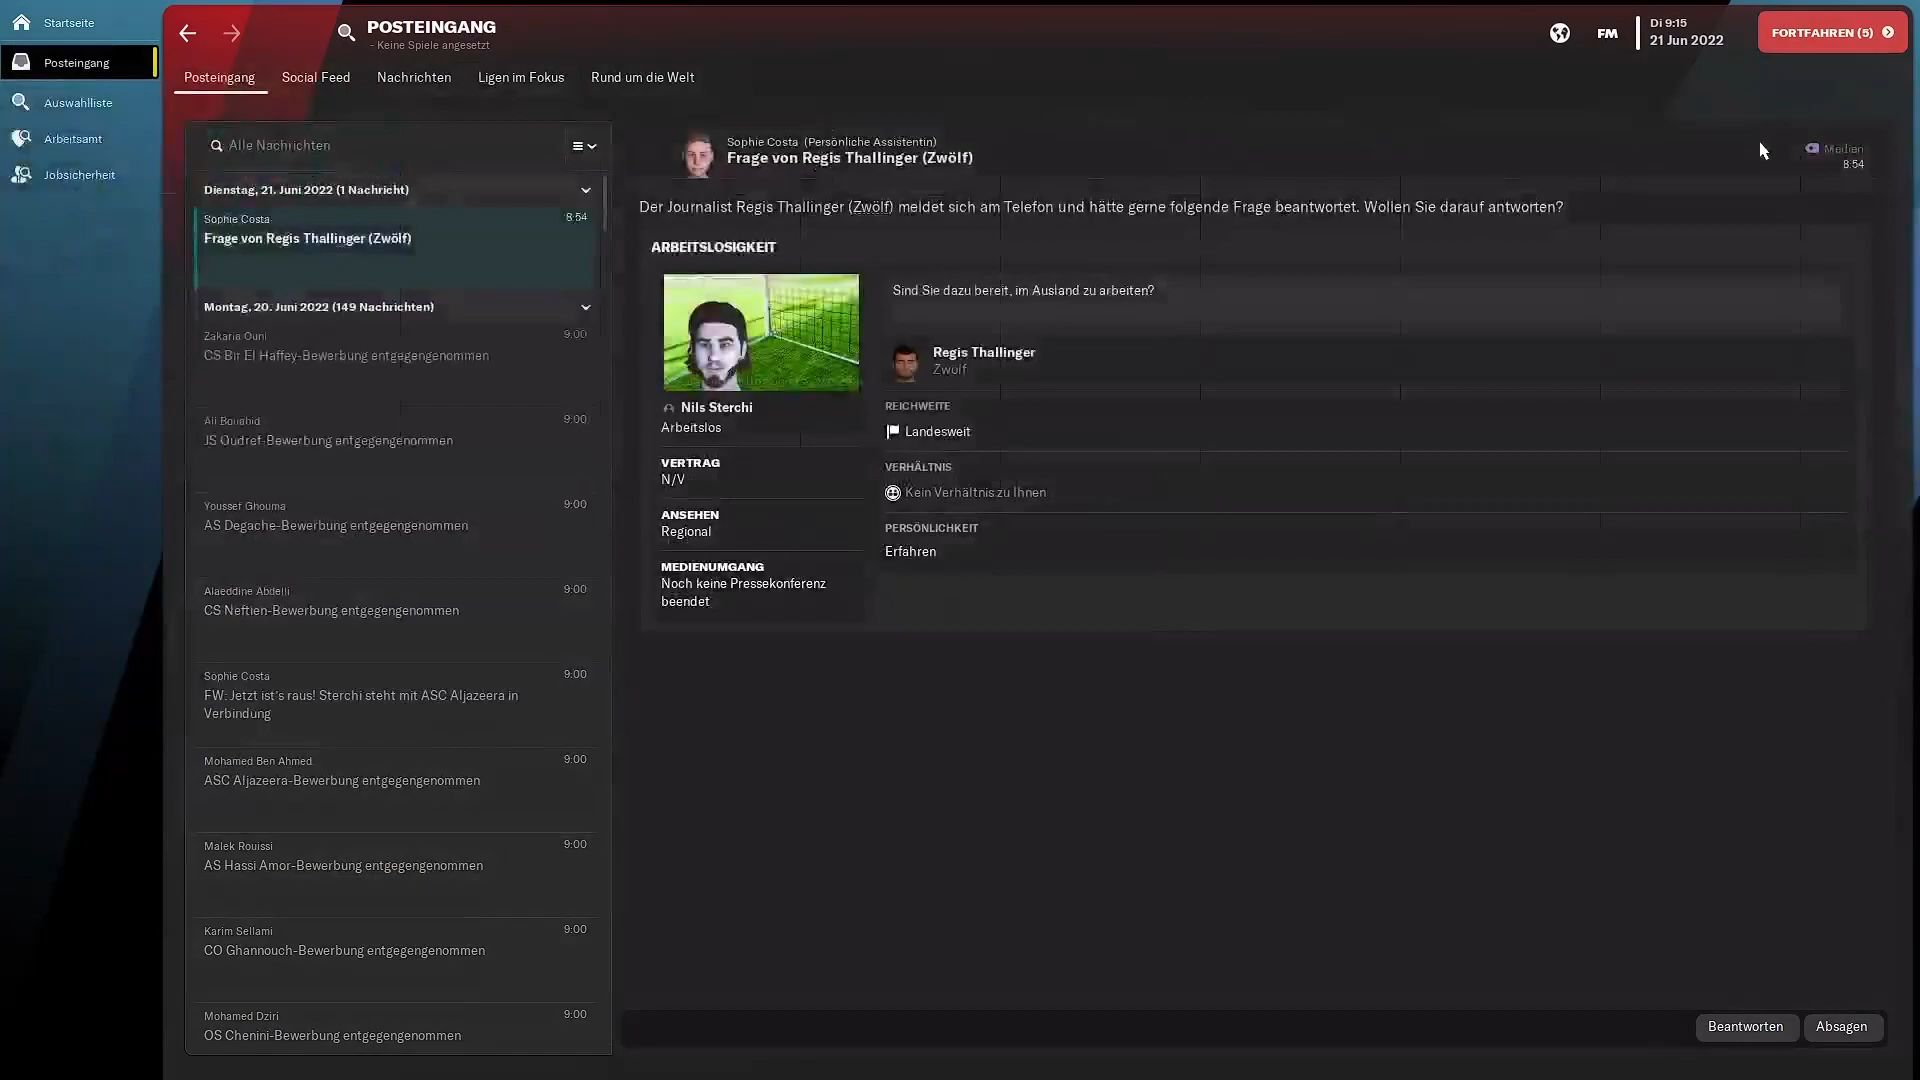 Startseite
Posteingang
Auswahlliste
Arbeitsamt
Jobsicherheit
POSTEINGANG
- Keine Spiele angesetzt
FM
Di 9:15
21 Jun 2022
FORTFAHREN (5)
Posteingang
Social Feed
Nachrichten
Ligen im Fokus
Rund um die Welt
Alle Nachrichten
Dienstag, 21. Juni 2022 (1 Nachricht)
Sophie Costa
8:54
Frage von Regis Thallinger (Zwölf)
Montag, 20. Juni 2022 (149 Nachrichten)
Zakaria Ouni
9:00
CS Bir El Haffey-Bewerbung entgegengenommen
Ali Bouahid
9:00
JS Oudref-Bewerbung entgegengenommen
Youssef Ghouma
9:00
AS Degache-Bewerbung entgegengenommen
Alaeddine Abdelli
9:00
CS Neftien-Bewerbung entgegengenommen
Sophie Costa
9:00
FW: Jetzt ist's raus! Sterchi steht mit ASC Aljazeera in
Verbindung
Mohamed Ben Ahmed
9:00
ASC Aljazeera-Bewerbung entgegengenommen
Malek Rouissi
9:00
AS Hassi Amor-Bewerbung entgegengenommen
Karim Sellami
9:00
CO Ghannouch-Bewerbung entgegengenommen
Mohamed Dziri
9:00
OS Chenini-Bewerbung entgegengenommen
Sophie Costa (Persönliche Assistentin)
Frage von Regis Thallinger (Zwölf)
Medien
8:54
Der Journalist Regis Thallinger (Zwölf) meldet sich am Telefon und hätte gerne folgende Frage beantwortet. Wollen Sie darauf antworten?
ARBEITSLOSIGKEIT
Nils Sterchi
Arbeitslos
VERTRAG
N/V
ANSEHEN
Regional
MEDIENUMGANG
Noch keine Pressekonferenz
beendet
Sind Sie dazu bereit, im Ausland zu arbeiten?
Regis Thallinger
Zwölf
REICHWEITE
Landesweit
VERHÄLTNIS
Kein Verhältnis zu Ihnen
PERSÖNLICHKEIT
Erfahren
Beantworten
Absagen